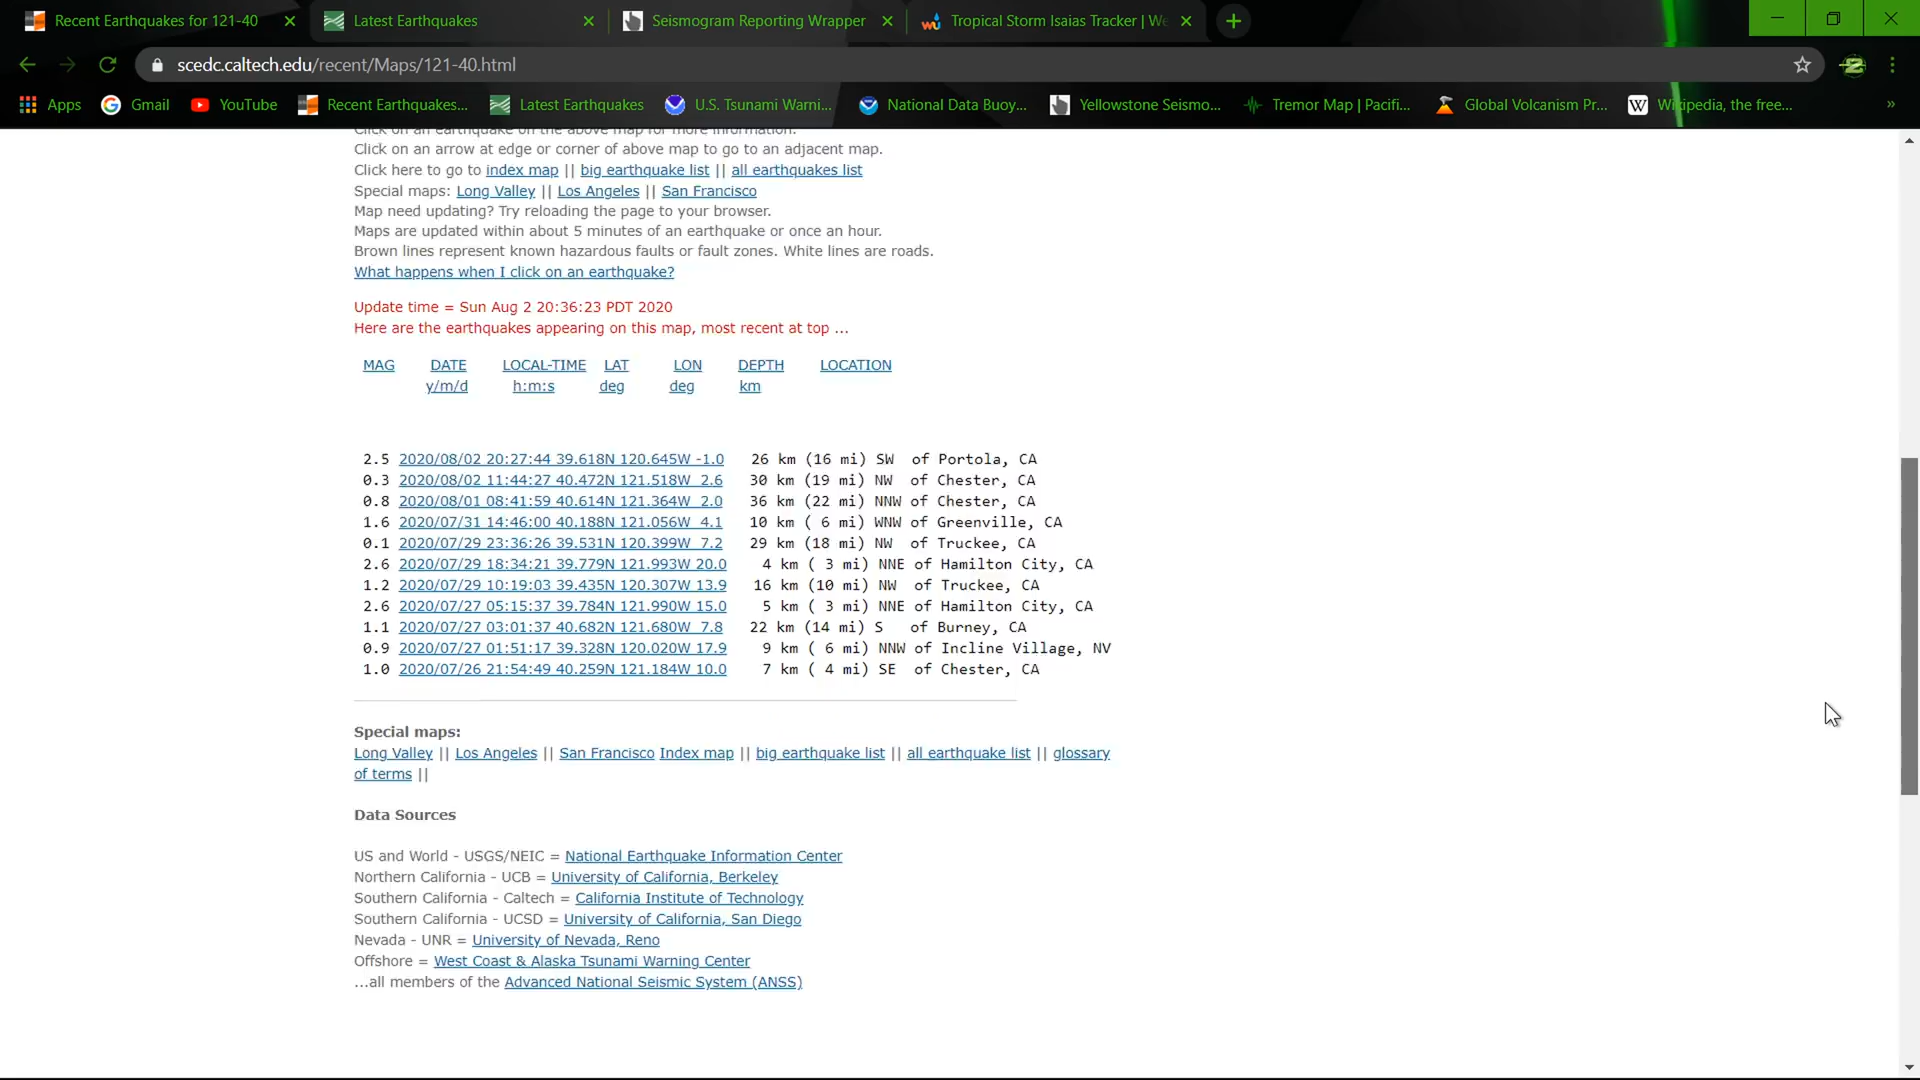 Recent Earthquakes for 121-40
Latest Earthquakes
Seismogram Reporting Wrapper
Tropical Storm Isaias Tracker | We
scedc.caltech.edu/recent/Maps/121-40.html
Apps
Gmail
YouTube
Recent Earthquakes...
Latest Earthquakes
U.S. Tsunami Warni...
National Data Buoy...
Yellowstone Seismo...
Tremor Map | Pacifi...
Global Volcanism Pr...
Wikipedia, the free...
»
Click on an earthquake on the above map for more information.
Click on an arrow at edge or corner of above map to go to an adjacent map.
Click here to go to index map || big earthquake list || all earthquakes list
Special maps: Long Valley || Los Angeles || San Francisco
Map need updating? Try reloading the page to your browser.
Maps are updated within about 5 minutes of an earthquake or once an hour.
Brown lines represent known hazardous faults or fault zones. White lines are roads.
What happens when I click on an earthquake?
Update time = Sun Aug 2 20:36:23 PDT 2020
Here are the earthquakes appearing on this map, most recent at top ...
MAG DATE LOCAL-TIME LAT LON DEPTH LOCATION
y/m/d h:m:s deg deg km
2.5 2020/08/02 20:27:44 39.618N 120.645W -1.0 26 km (16 mi) SW of Portola, CA
0.3 2020/08/02 11:44:27 40.472N 121.518W 2.6 30 km (19 mi) NW of Chester, CA
0.8 2020/08/01 08:41:59 40.614N 121.364W 2.0 36 km (22 mi) NNW of Chester, CA
1.6 2020/07/31 14:46:00 40.188N 121.056W 4.1 10 km ( 6 mi) WNW of Greenville, CA
0.1 2020/07/29 23:36:26 39.531N 120.399W 7.2 29 km (18 mi) NW of Truckee, CA
2.6 2020/07/29 18:34:21 39.779N 121.993W 20.0 4 km ( 3 mi) NNE of Hamilton City, CA
1.2 2020/07/29 10:19:03 39.435N 120.307W 13.9 16 km (10 mi) NW of Truckee, CA
2.6 2020/07/27 05:15:37 39.784N 121.990W 15.0 5 km ( 3 mi) NNE of Hamilton City, CA
1.1 2020/07/27 03:01:37 40.682N 121.680W 7.8 22 km (14 mi) S of Burney, CA
0.9 2020/07/27 01:51:17 39.328N 120.020W 17.9 9 km ( 6 mi) NNW of Incline Village, NV
1.0 2020/07/26 21:54:49 40.259N 121.184W 10.0 7 km ( 4 mi) SE of Chester, CA
Special maps:
Long Valley || Los Angeles || San Francisco Index map || big earthquake list || all earthquake list || glossary
of terms ||
Data Sources
US and World - USGS/NEIC = National Earthquake Information Center
Northern California - UCB = University of California, Berkeley
Southern California - Caltech = California Institute of Technology
Southern California - UCSD = University of California, San Diego
Nevada - UNR = University of Nevada, Reno
Offshore = West Coast & Alaska Tsunami Warning Center
...all members of the Advanced National Seismic System (ANSS)